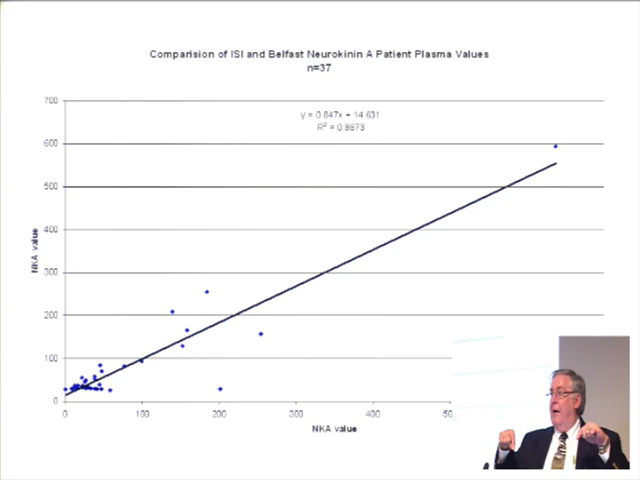 Comparision of ISI and Belfast Neurokinin A Patient Plasma Values
n=37
y = 0.847x + 14.631
R² = 0.8673
700
600
500
400
300
200
100
0
NKA value
0 100 200 300 400 50
NKA value